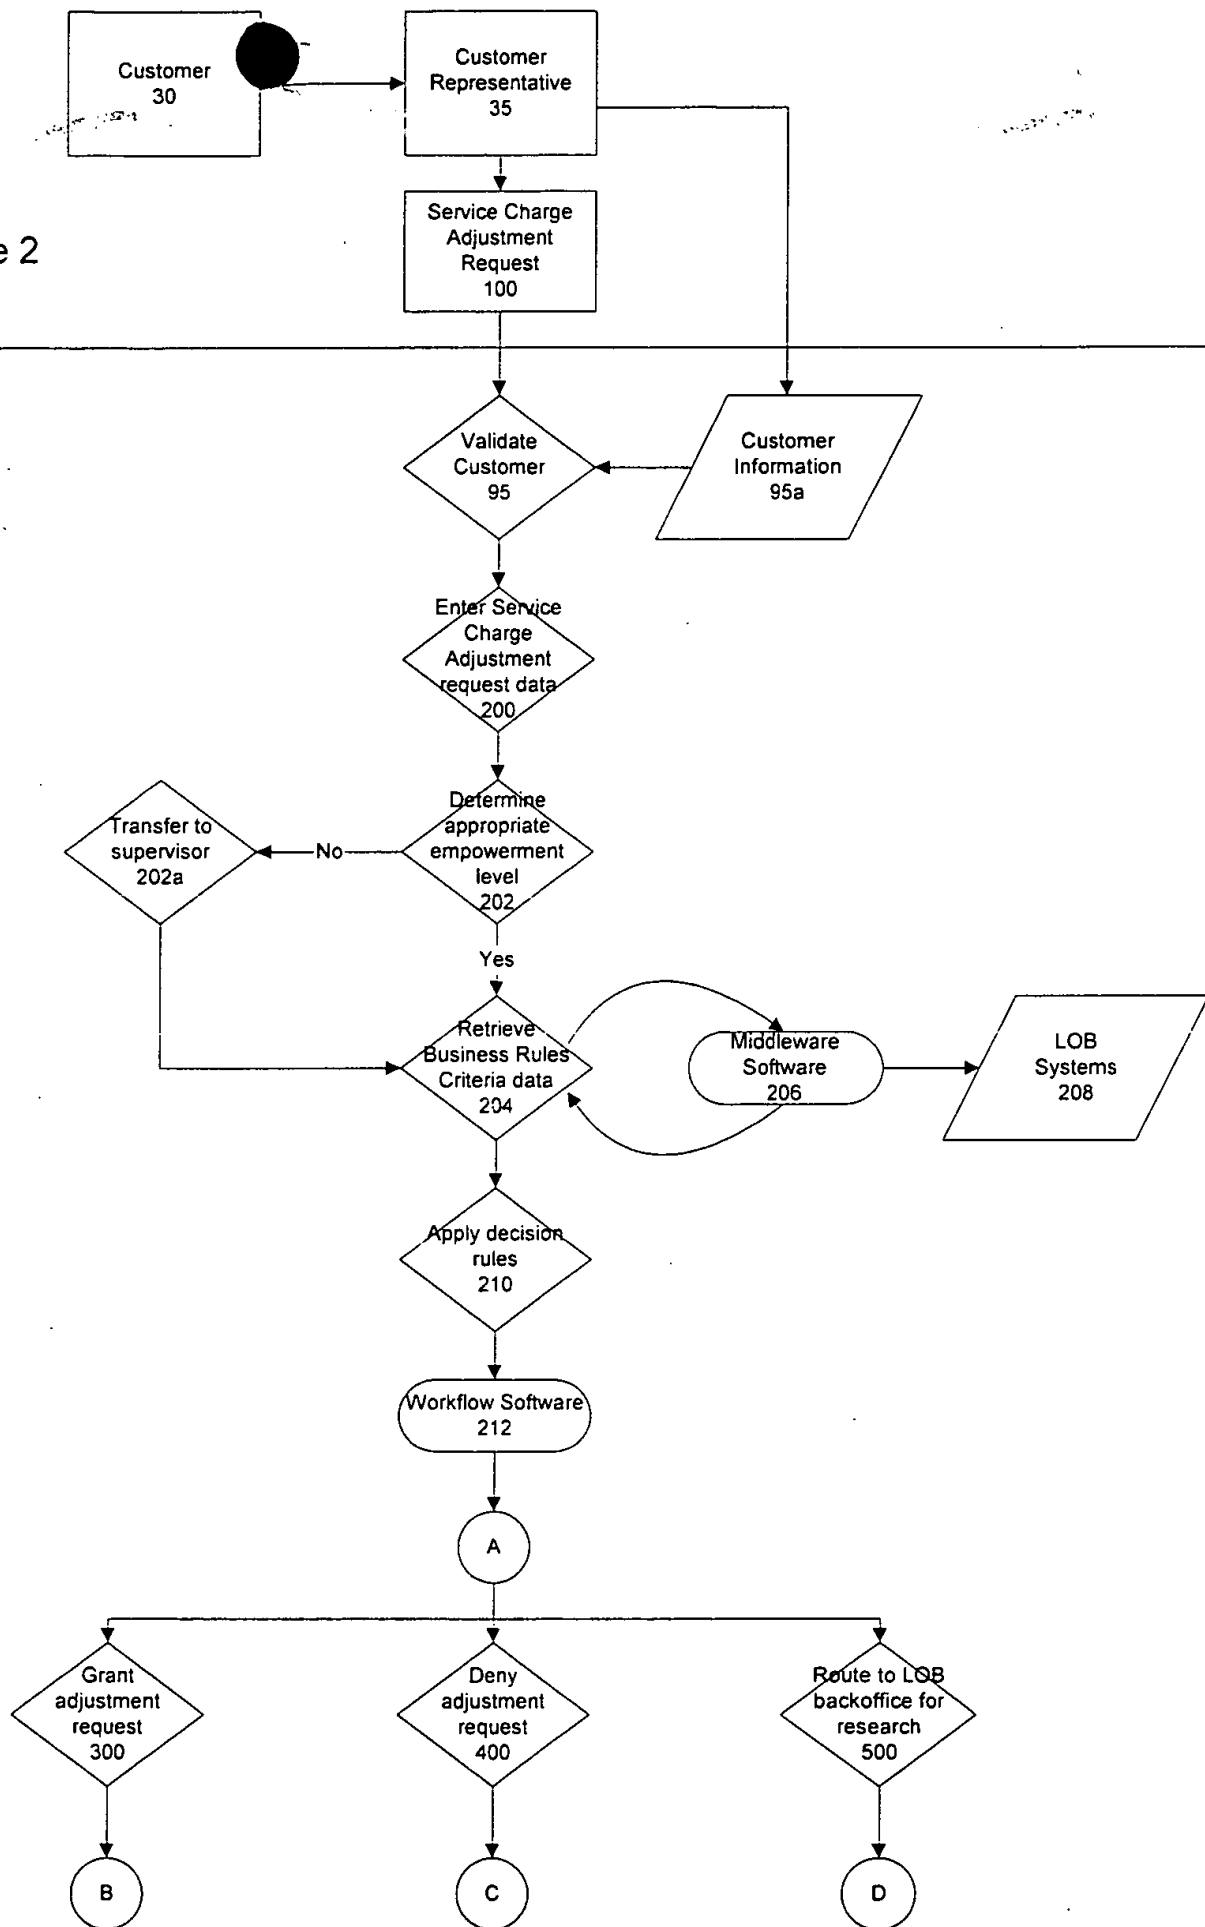 Customer
30
Customer
Representative
35
Service Charge
Adjustment
Request
100
e 2
Validate
Customer
95
Customer
Information
95a
Enter Service
Charge
Adjustment
request data
200
Transfer to
supervisor
202a
No
Determine
appropriate
empowerment
level
202
Yes
Retrieve
Business Rules
Criteria data
204
Middleware
Software
206
LOB
Systems
208
Apply decision
rules
210
Workflow Software
212
A
Grant
adjustment
request
300
Deny
adjustment
request
400
Route to LOB
backoffice for
research
500
B
C
D